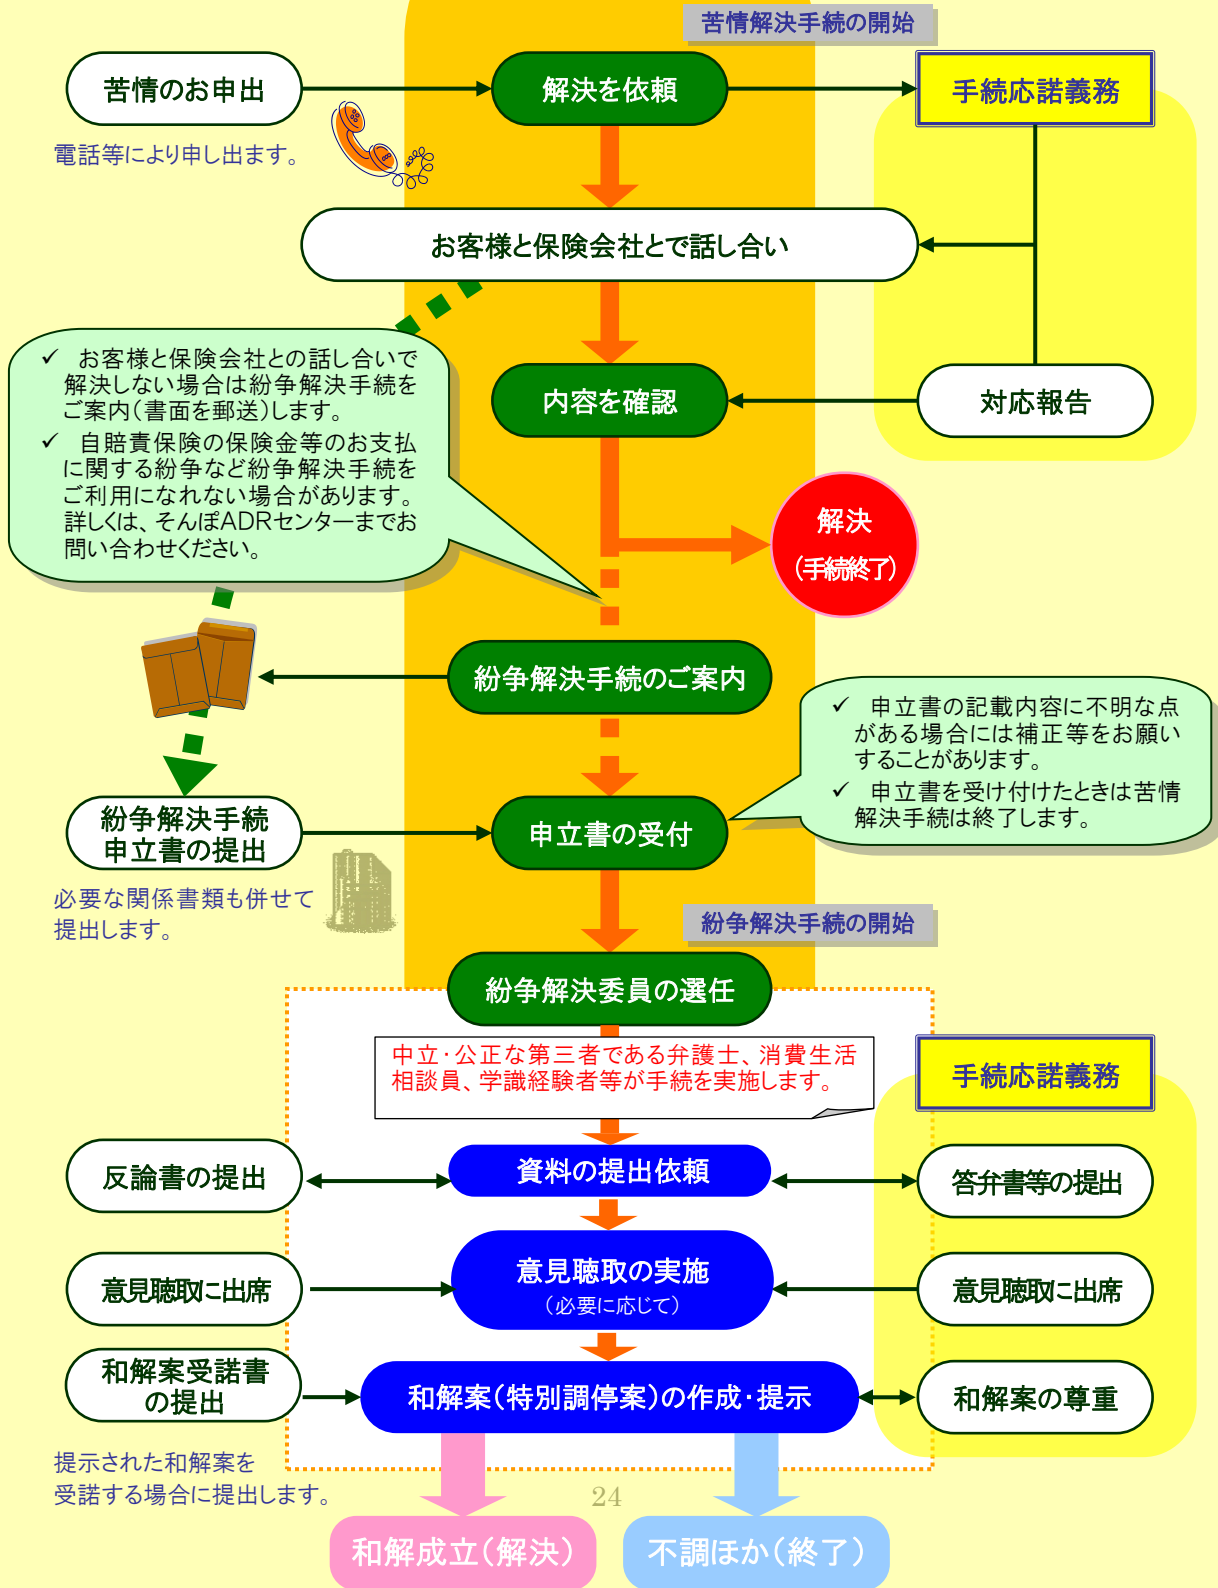 苦情解決手続の開始
苦情のお申出
解決を依頼
手続応諾義務
電話等により申し出ます。
お客様と保険会社とで話し合い
✓ お客様と保険会社との話し合いで
解決しない場合は紛争解決手続を
ご案内(書面を郵送)します。
✓ 自賠責保険の保険金等のお支払
に関する紛争など紛争解決手続を
ご利用になれない場合があります。
詳しくは、そんぽADRセンターまでお
問い合わせください。
内容を確認
対応報告
解決
(手続終了)
紛争解決手続のご案内
✓ 申立書の記載内容に不明な点
がある場合には補正等をお願い
することがあります。
✓ 申立書を受け付けたときは苦情
解決手続は終了します。
紛争解決手続
申立書の提出
申立書の受付
必要な関係書類も併せて
提出します。
紛争解決手続の開始
紛争解決委員の選任
中立・公正な第三者である弁護士、消費生活
相談員、学識経験者等が手続を実施します。
手続応諾義務
反論書の提出
資料の提出依頼
答弁書等の提出
意見聴取に出席
意見聴取の実施
(必要に応じて)
意見聴取に出席
和解案受諾書
の提出
和解案(特別調停案)の作成・提示
和解案の尊重
提示された和解案を
受諾する場合に提出します。
24
和解成立(解決)
不調ほか(終了)